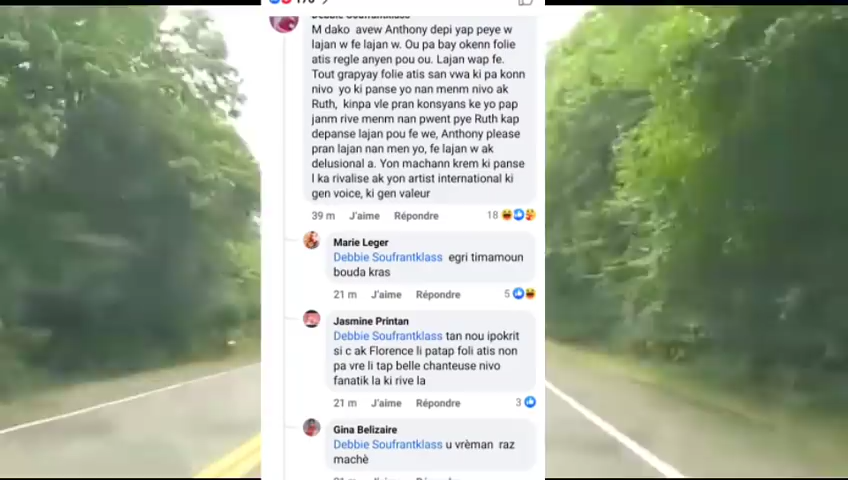 Debbie Soufrantklass
M dako avew Anthony depi yap peye w
lajan w fe lajan w. Ou pa bay okenn folie
atis regle anyen pou ou. Lajan wap fe.
Tout grapyay folie atis san vwa ki pa konn
nivo yo ki panse yo nan menm nivo ak
Ruth, kinpa vle pran konsyans ke yo pap
janm rive menm nan pwent pye Ruth kap
depanse lajan pou fe we, Anthony please
pran lajan nan men yo, fe lajan w ak
delusional a. Yon machann krem ki panse
l ka rivalise ak yon artist international ki
gen voice, ki gen valeur
39 m J'aime Répondre 18
Marie Leger
Debbie Soufrantklass egri timamoun
bouda kras
21 m J'aime Répondre 5
Jasmine Printan
Debbie Soufrantklass tan nou ipokrit
si c ak Florence li patap foli atis non
pa vre li tap belle chanteuse nivo
fanatik la ki rive la
21 m J'aime Répondre 3
Gina Belizaire
Debbie Soufrantklass u vrèman raz
machè